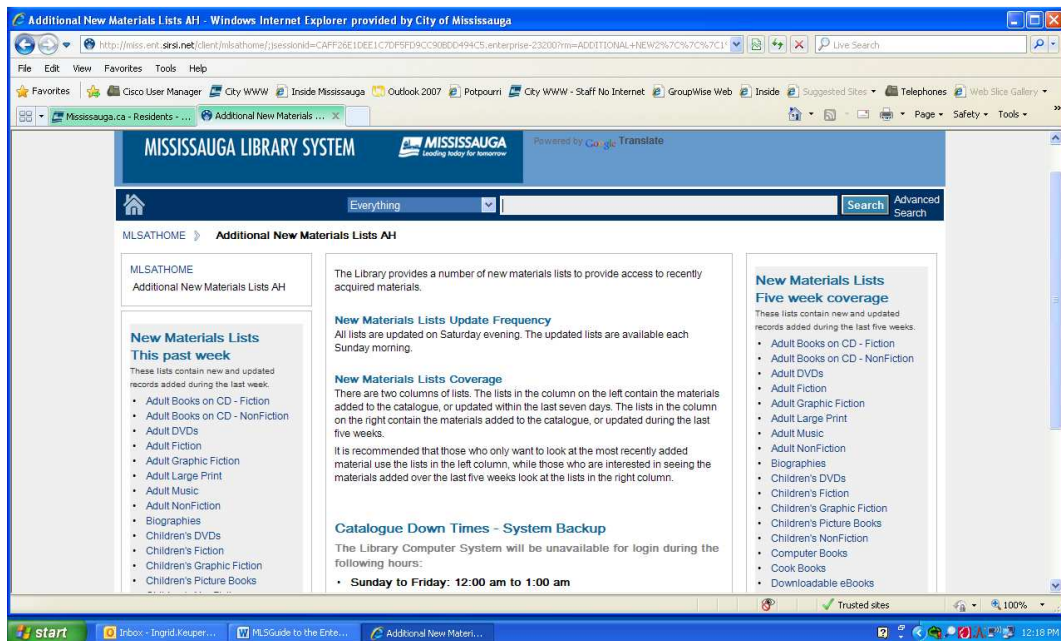 Additional New Materials Lists AH - Windows Internet Explorer provided by City of Mississauga
File Edit View Favorites Tools Help
Live Search
Favorites Cisco User Manager City WWW Inside Mississauga Outlook 2007 Potpourri City WWW - Staff No Internet GroupWise Web Inside Suggested Sites Telephones Web Slice Gallery
Mississauga.ca - Residents - ... Additional New Materials ... X
Page Safety Tools
MISSISSAUGA LIBRARY SYSTEM
MISSISSAUGA
Leading today for tomorrow
Powered by Google Translate
Everything
Search
Advanced Search
MLSATHOME Additional New Materials Lists AH
MLSATHOME
Additional New Materials Lists AH
New Materials Lists
This past week
These lists contain new and updated
records added during the last week.
• Adult Books on CD - Fiction
• Adult Books on CD - NonFiction
• Adult DVDs
• Adult Fiction
• Adult Graphic Fiction
• Adult Large Print
• Adult Music
• Adult NonFiction
• Biographies
• Children's DVDs
• Children's Fiction
• Children's Graphic Fiction
• Children's Picture Books
The Library provides a number of new materials lists to provide access to recently
acquired materials.
New Materials Lists Update Frequency
All lists are updated on Saturday evening. The updated lists are available each
Sunday morning.
New Materials Lists Coverage
There are two columns of lists. The lists in the column on the left contain the materials
added to the catalogue, or updated within the last seven days. The lists in the column
on the right contain the materials added to the catalogue, or updated during the last
five weeks.
It is recommended that those who only want to look at the most recently added
material use the lists in the left column, while those who are interested in seeing the
materials added over the last five weeks look at the lists in the right column.
Catalogue Down Times - System Backup
The Library Computer System will be unavailable for login during the
following hours:
• Sunday to Friday: 12:00 am to 1:00 am
New Materials Lists
Five week coverage
These lists contain new and updated
records added during the last five weeks.
• Adult Books on CD - Fiction
• Adult Books on CD - NonFiction
• Adult DVDs
• Adult Fiction
• Adult Graphic Fiction
• Adult Large Print
• Adult Music
• Adult NonFiction
• Biographies
• Children's DVDs
• Children's Fiction
• Children's Graphic Fiction
• Children's Picture Books
• Children's NonFiction
• Computer Books
• Cook Books
• Downloadable eBooks
Trusted sites
100%
start
Inbox - Ingrid.Keuper...
MLSGuide to the Ente...
Additional New Materi...
12:18 PM